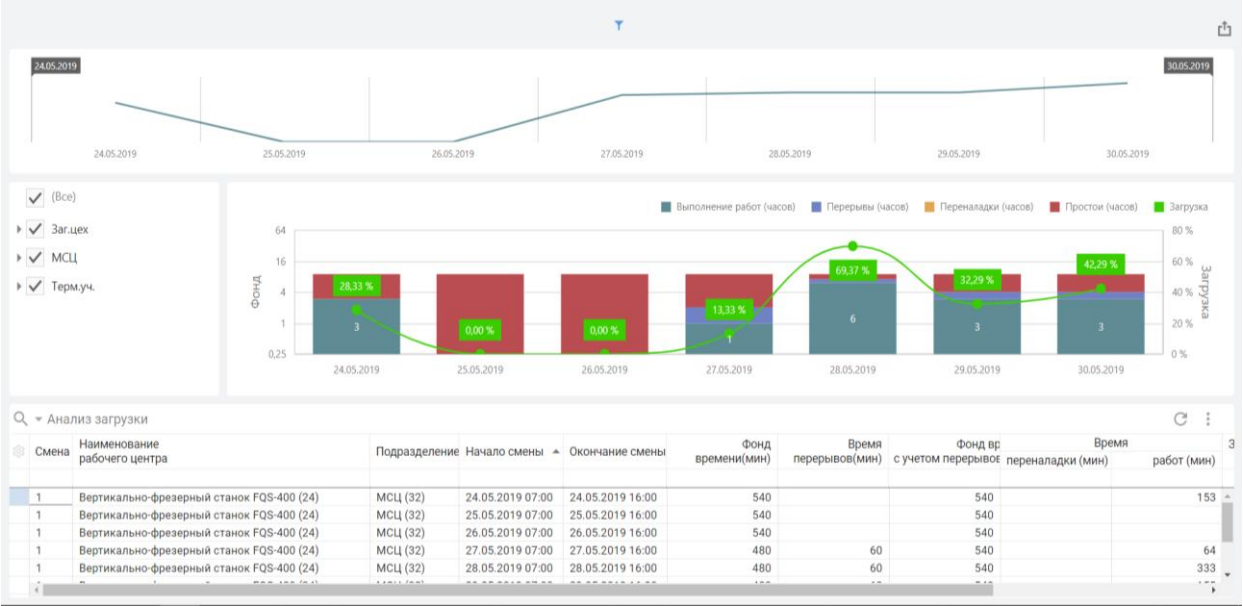 24.05.2019 30.05.2019
24.05.2019 25.05.2019 26.05.2019 27.05.2019 28.05.2019 29.05.2019 30.05.2019
(Все)
Заг.цех
МСЦ
Терм.уч.
Выполнение работ (часов) Перерывы (часов) Переналадки (часов) Простои (часов) Загрузка
64 80 %
16 60 %
4 40 %
1 20 %
0,25 0 %
Фонд
Загрузка
28,33 % 0,00 % 0,00 % 13,33 % 69,37 % 32,29 % 42,29 %
3 1 6 3 3
24.05.2019 25.05.2019 26.05.2019 27.05.2019 28.05.2019 29.05.2019 30.05.2019
Анализ загрузки
Смена Наименование рабочего центра Подразделение Начало смены Окончание смены Фонд времени(мин) Время перерывов(мин) Фонд вр с учетом перерывов Время переналадки (мин) работ (мин) З
1 Вертикально-фрезерный станок FQS-400 (24) МСЦ (32) 24.05.2019 07:00 24.05.2019 16:00 540 540 153
1 Вертикально-фрезерный станок FQS-400 (24) МСЦ (32) 25.05.2019 07:00 25.05.2019 16:00 540 540
1 Вертикально-фрезерный станок FQS-400 (24) МСЦ (32) 26.05.2019 07:00 26.05.2019 16:00 540 540
1 Вертикально-фрезерный станок FQS-400 (24) МСЦ (32) 27.05.2019 07:00 27.05.2019 16:00 480 60 540 64
1 Вертикально-фрезерный станок FQS-400 (24) МСЦ (32) 28.05.2019 07:00 28.05.2019 16:00 480 60 540 333